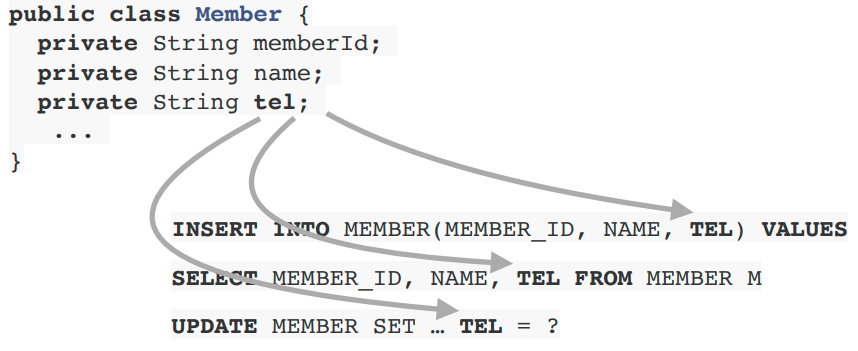 public class Member {
private String memberId;
private String name;
private String tel;
...
}
INSERT INTO MEMBER(MEMBER_ID, NAME, TEL) VALUES
SELECT MEMBER_ID, NAME, TEL FROM MEMBER M
UPDATE MEMBER SET … TEL = ?